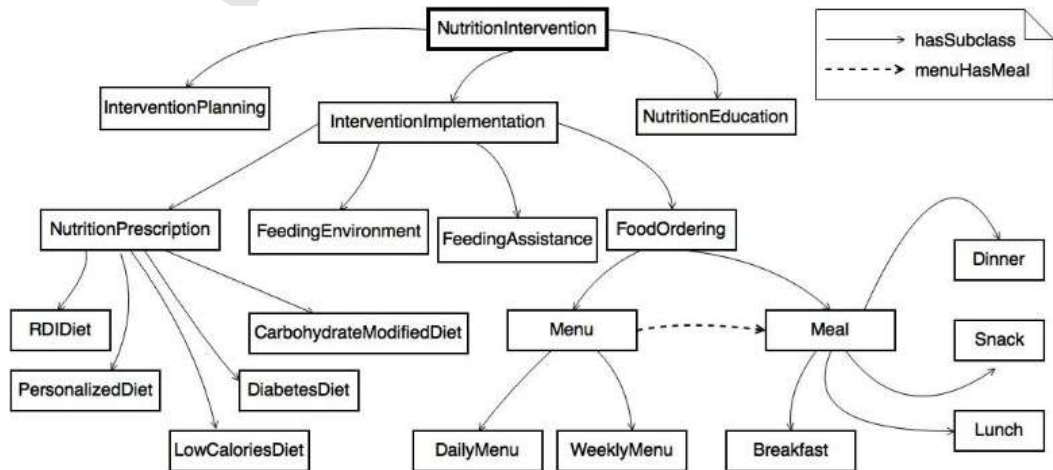 NutritionIntervention
hasSubclass
menuHasMeal
InterventionPlanning
InterventionImplementation
NutritionEducation
NutritionPrescription
FeedingEnvironment
FeedingAssistance
FoodOrdering
Dinner
RDIDiet
CarbohydrateModifiedDiet
Menu
Meal
Snack
PersonalizedDiet
DiabetesDiet
LowCaloriesDiet
DailyMenu
WeeklyMenu
Breakfast
Lunch